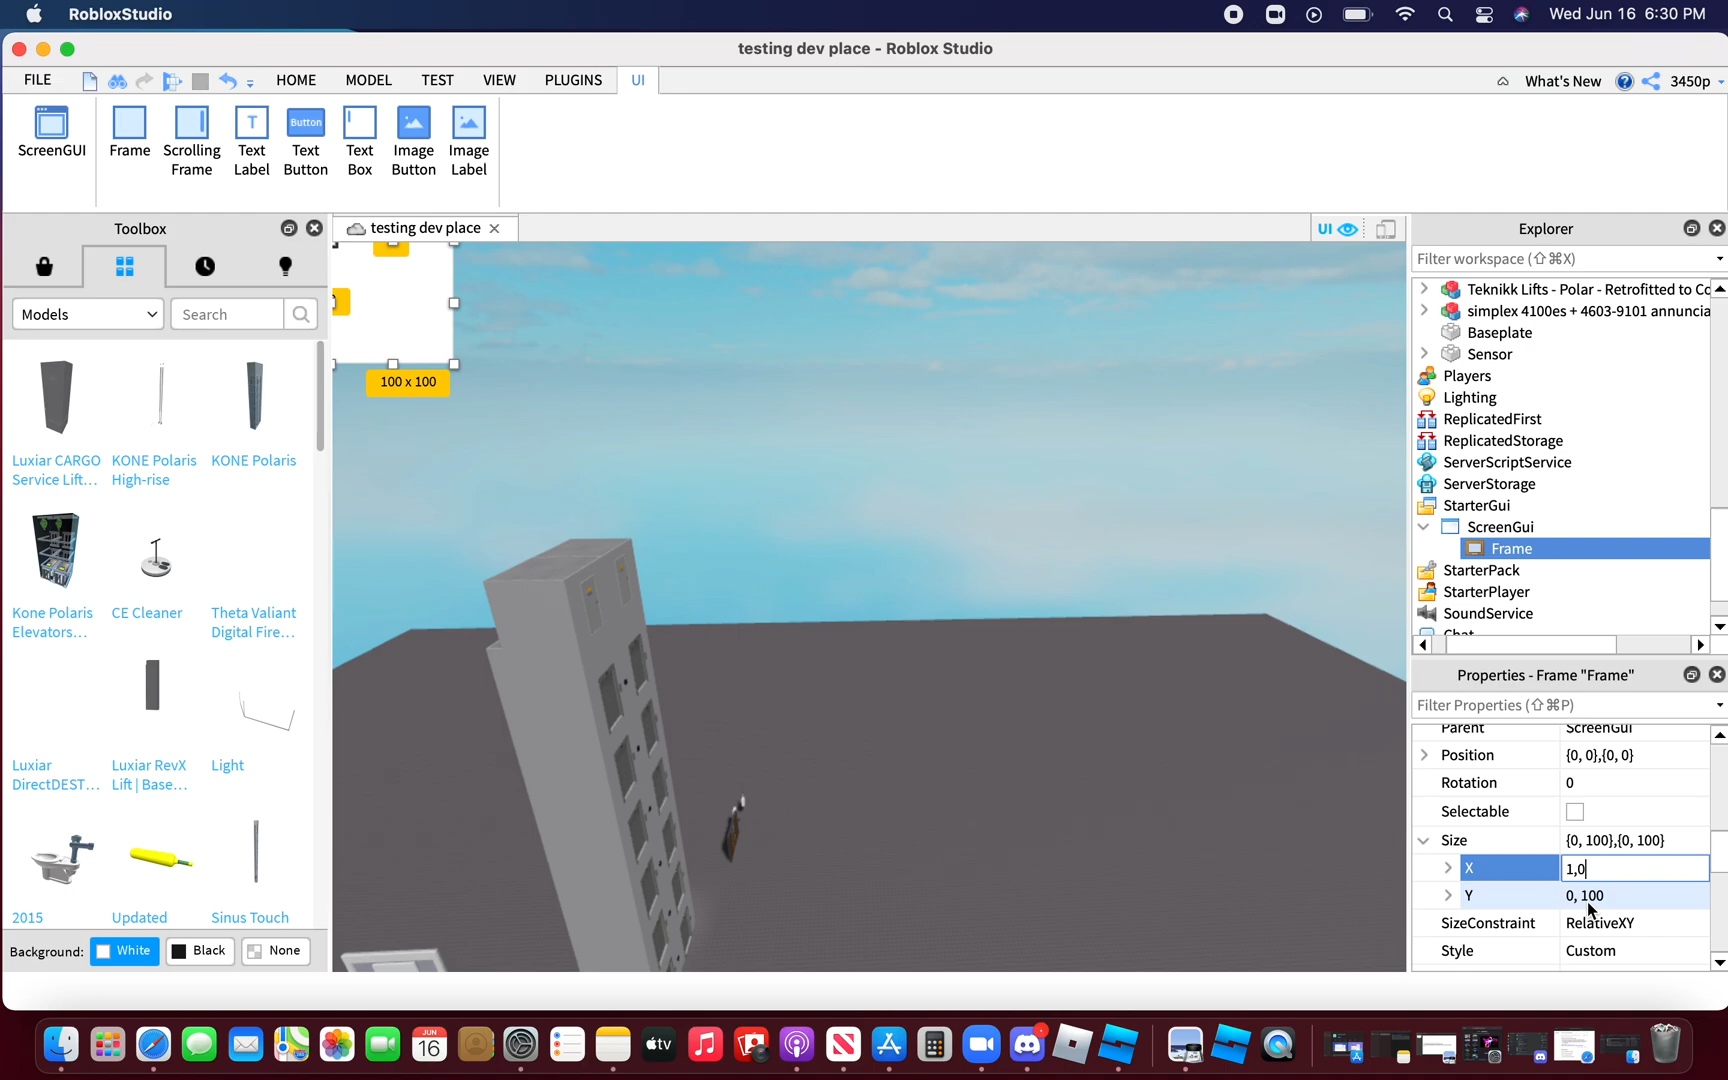 RobloxStudio
Wed Jun 16 6:30 PM
testing dev place - Roblox Studio
FILE
HOME
MODEL
TEST
VIEW
PLUGINS
UI
What's New
3450p
ScreenGUI
Frame
Scrolling
Frame
T
Text
Label
Button
Text
Button
Text
Box
Image
Button
Image
Label
Toolbox
testing dev place
UI
Models
Search
Luxiar CARGO
Service Lift...
KONE Polaris
High-rise
KONE Polaris
Kone Polaris
Elevators...
CE Cleaner
Theta Valiant
Digital Fire...
Luxiar
DirectDEST...
Luxiar RevX
Lift | Base...
Light
2015
Updated
Sinus Touch
Background:
White
Black
None
100 x 100
Explorer
Filter workspace (⇧⌘X)
Teknikk Lifts - Polar - Retrofitted to Co
simplex 4100es + 4603-9101 annuncia
Baseplate
Sensor
Players
Lighting
ReplicatedFirst
ReplicatedStorage
ServerScriptService
ServerStorage
StarterGui
ScreenGui
Frame
StarterPack
StarterPlayer
SoundService
Chat
Properties - Frame "Frame"
Filter Properties (⇧⌘P)
Parent ScreenGui
Position {0, 0},{0, 0}
Rotation 0
Selectable
Size {0, 100},{0, 100}
X 1,0
Y 0, 100
SizeConstraint RelativeXY
Style Custom
JUN
16
tv